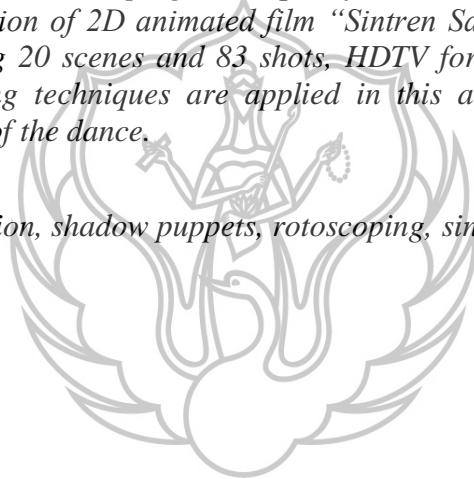 ion of 2D animated film “Sintren Sa
g 20 scenes and 83 shots, HDTV for
ng techniques are applied in this a
of the dance.
ion, shadow puppets, rotoscoping, sin